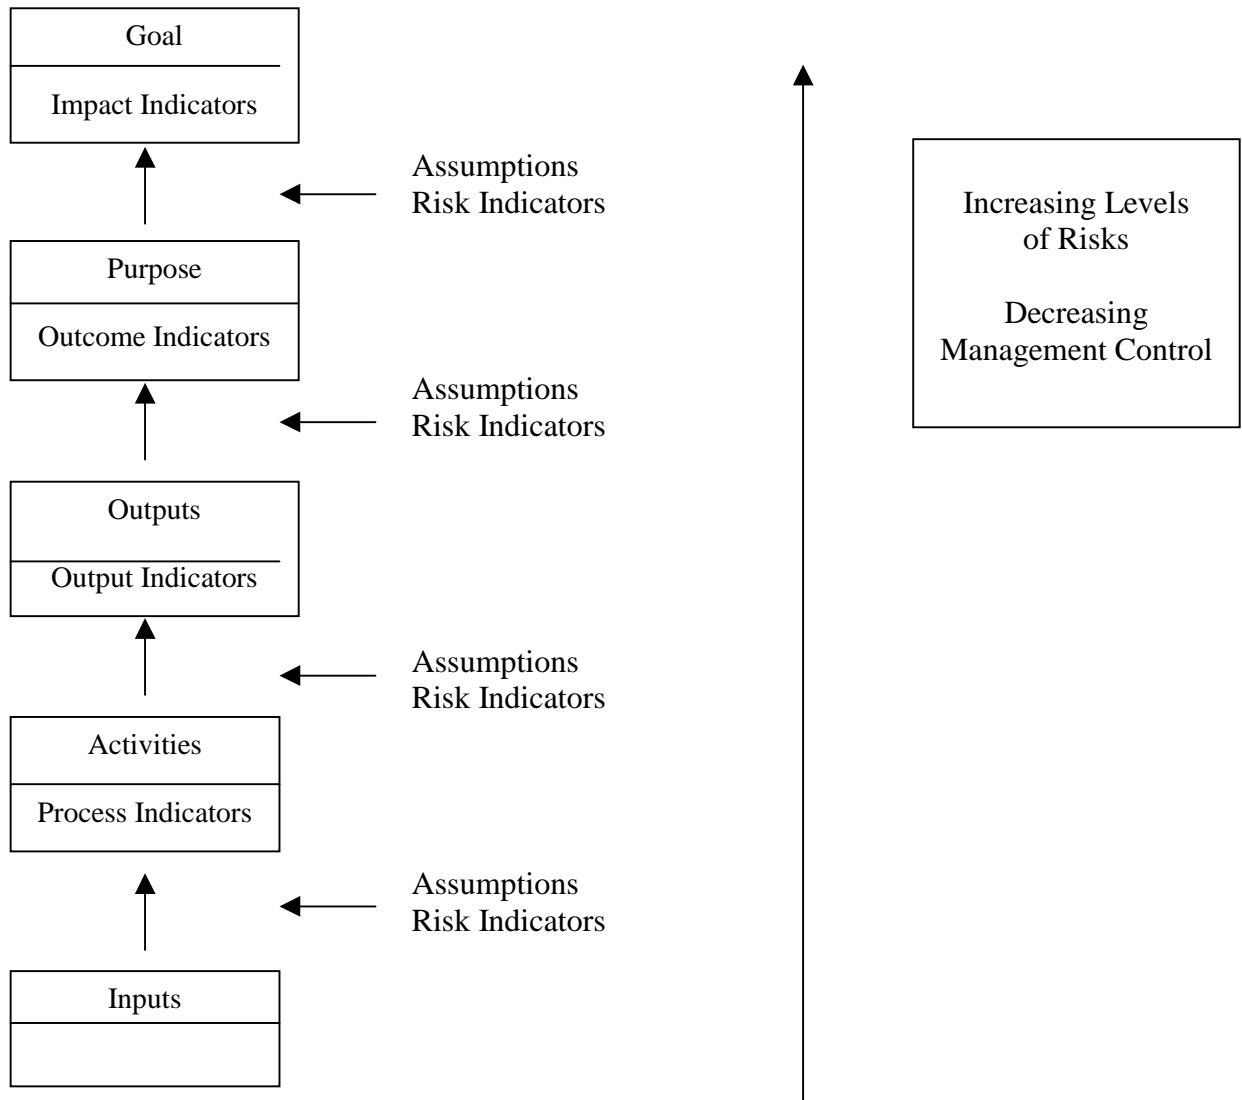 Goal
Impact Indicators
Assumptions
Risk Indicators
Increasing Levels
of Risks
Decreasing
Management Control
Purpose
Outcome Indicators
Assumptions
Risk Indicators
Outputs
Output Indicators
Assumptions
Risk Indicators
Activities
Process Indicators
Assumptions
Risk Indicators
Inputs